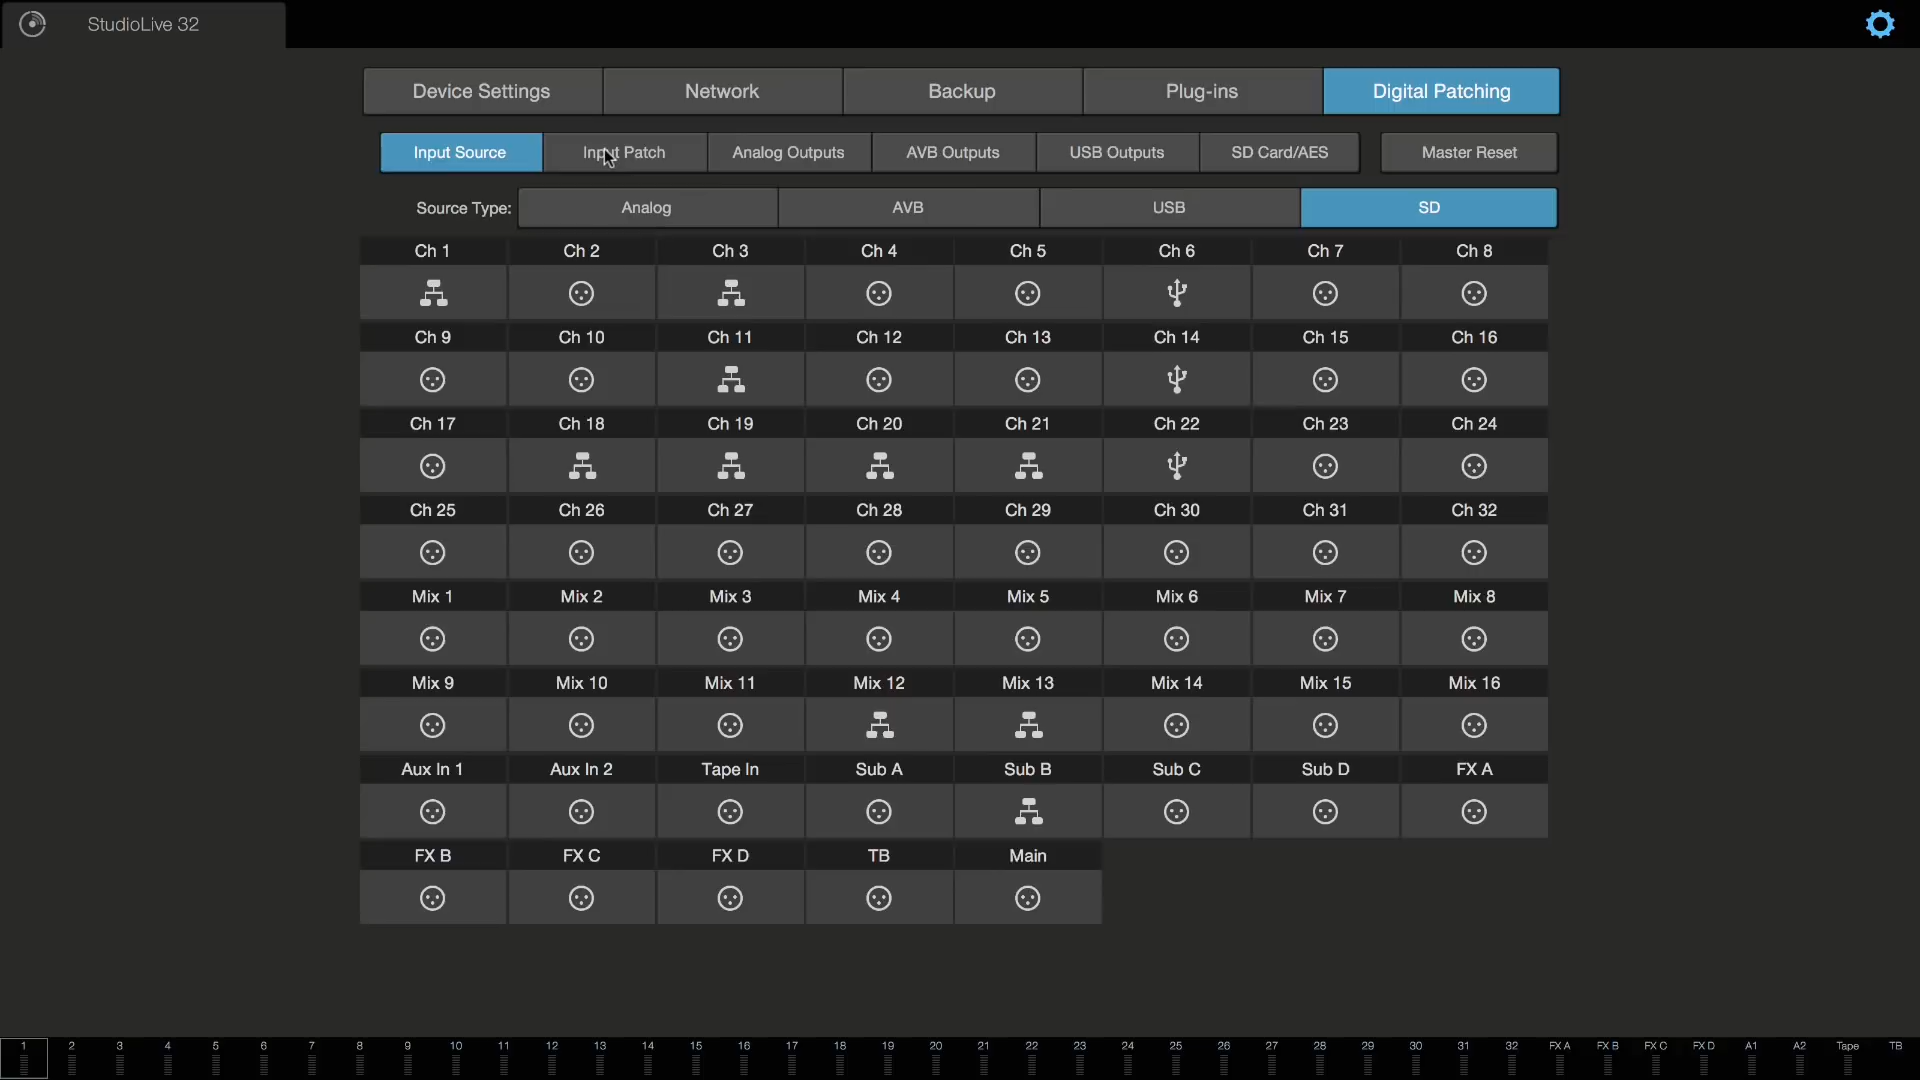 StudioLive 32
Device Settings Network Backup Plug-ins Digital Patching
Input Source Input Patch Analog Outputs AVB Outputs USB Outputs SD Card/AES Master Reset
Source Type: Analog AVB USB SD
Ch 1 Ch 2 Ch 3 Ch 4 Ch 5 Ch 6 Ch 7 Ch 8
Ch 9 Ch 10 Ch 11 Ch 12 Ch 13 Ch 14 Ch 15 Ch 16
Ch 17 Ch 18 Ch 19 Ch 20 Ch 21 Ch 22 Ch 23 Ch 24
Ch 25 Ch 26 Ch 27 Ch 28 Ch 29 Ch 30 Ch 31 Ch 32
Mix 1 Mix 2 Mix 3 Mix 4 Mix 5 Mix 6 Mix 7 Mix 8
Mix 9 Mix 10 Mix 11 Mix 12 Mix 13 Mix 14 Mix 15 Mix 16
Aux In 1 Aux In 2 Tape In Sub A Sub B Sub C Sub D FX A
FX B FX C FX D TB Main
1 2 3 4 5 6 7 8 9 10 11 12 13 14 15 16 17 18 19 20 21 22 23 24 25 26 27 28 29 30 31 32 FX A FX B FX C FX D A1 A2 Tape TB